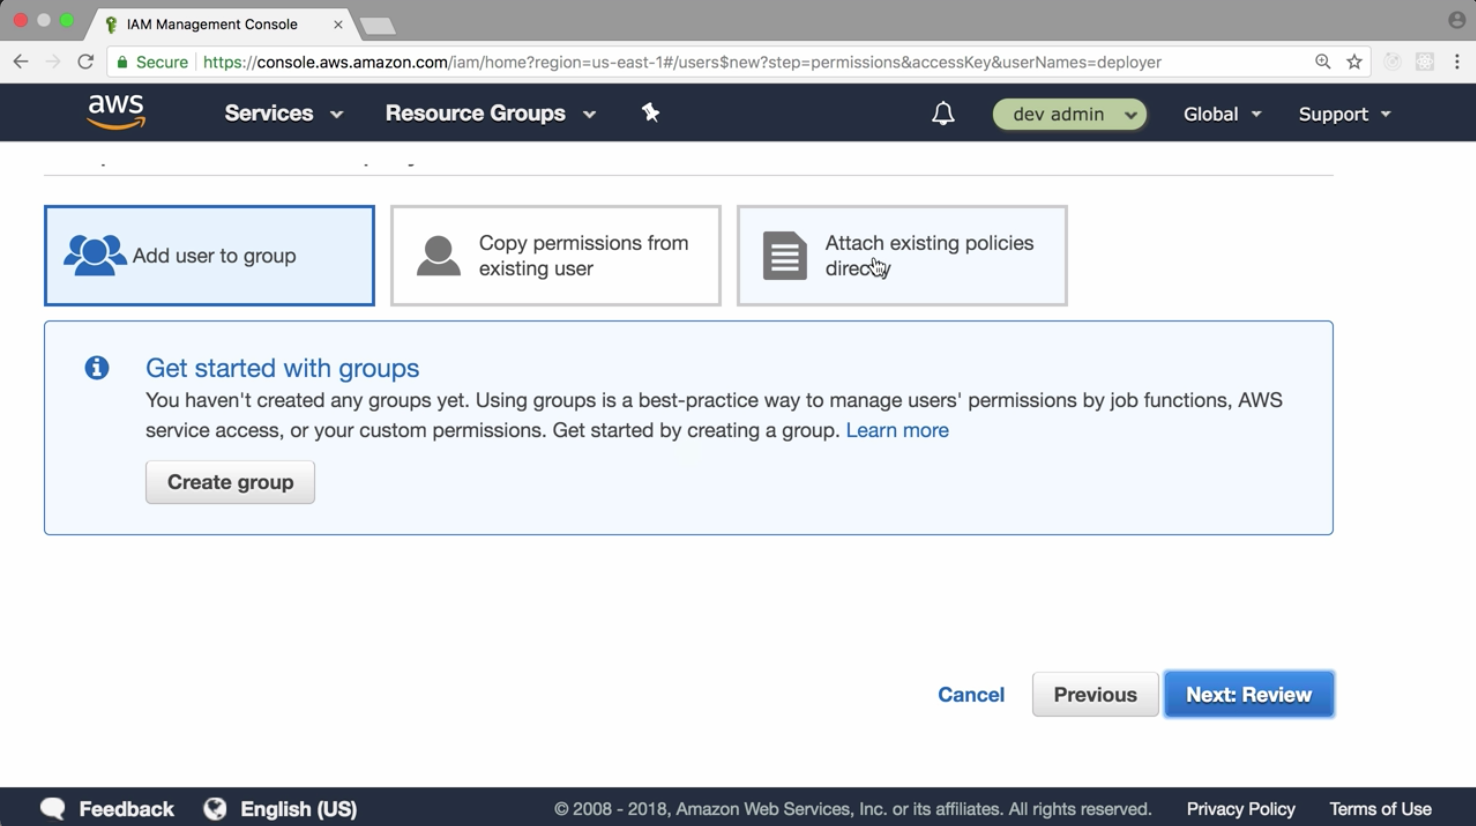 IAM Management Console
Secure https://console.aws.amazon.com/iam/home?region=us-east-1#/users$new?step=permissions&accessKey&userNames=deployer
aws Services Resource Groups dev admin Global Support
Add user to group
Copy permissions from
existing user
Attach existing policies
directly
Get started with groups
You haven't created any groups yet. Using groups is a best-practice way to manage users' permissions by job functions, AWS
service access, or your custom permissions. Get started by creating a group. Learn more
Create group
Cancel Previous Next: Review
Feedback English (US) © 2008 - 2018, Amazon Web Services, Inc. or its affiliates. All rights reserved. Privacy Policy Terms of Use